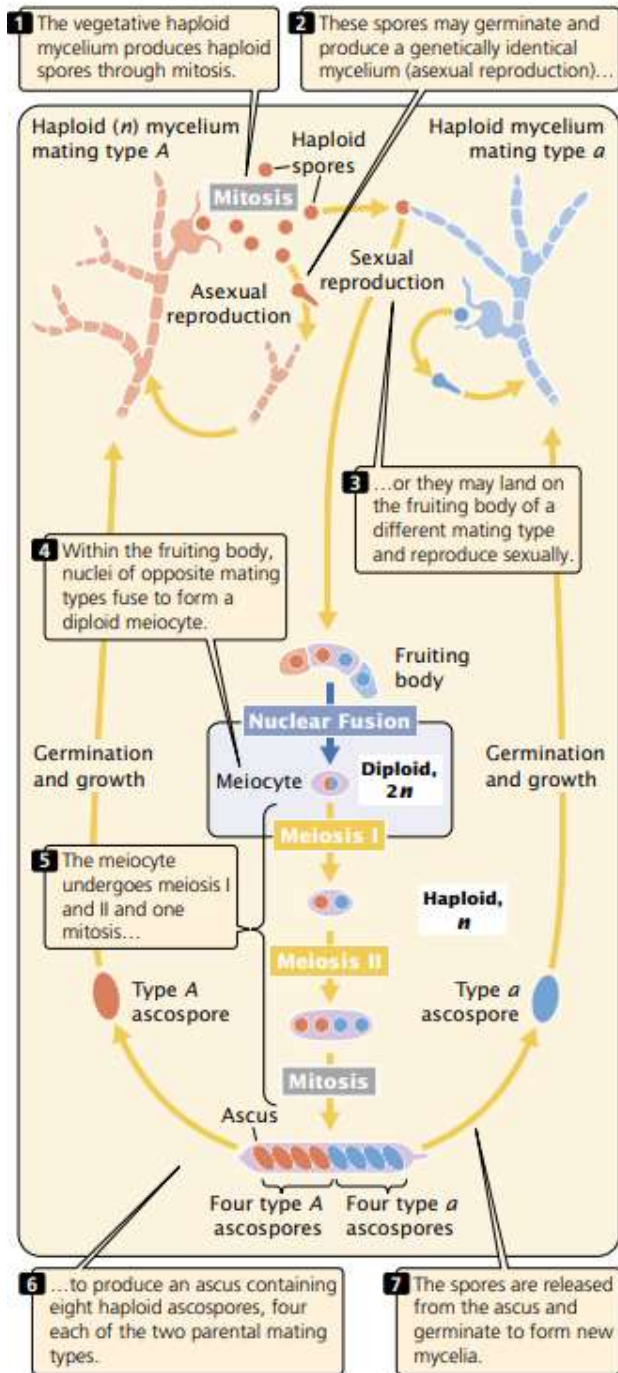 1 The vegetative haploid
mycelium produces haploid
spores through mitosis.
2 These spores may germinate and
produce a genetically identical
mycelium (asexual reproduction)…
Haploid (n) mycelium
mating type A
Haploid
spores
Haploid mycelium
mating type a
Mitosis
Asexual
reproduction
Sexual
reproduction
3 …or they may land on
the fruiting body of a
different mating type
and reproduce sexually.
4 Within the fruiting body,
nuclei of opposite mating
types fuse to form a
diploid meiocyte.
Fruiting
body
Nuclear Fusion
Germination
and growth
Meiocyte
Diploid,
2n
Germination
and growth
Meiosis I
5 The meiocyte
undergoes meiosis I
and II and one
mitosis…
Haploid,
n
Meiosis II
Type A
ascospore
Type a
ascospore
Mitosis
Ascus
Four type A
ascospores
Four type a
ascospores
6 …to produce an ascus containing
eight haploid ascospores, four
each of the two parental mating
types.
7 The spores are released
from the ascus and
germinate to form new
mycelia.